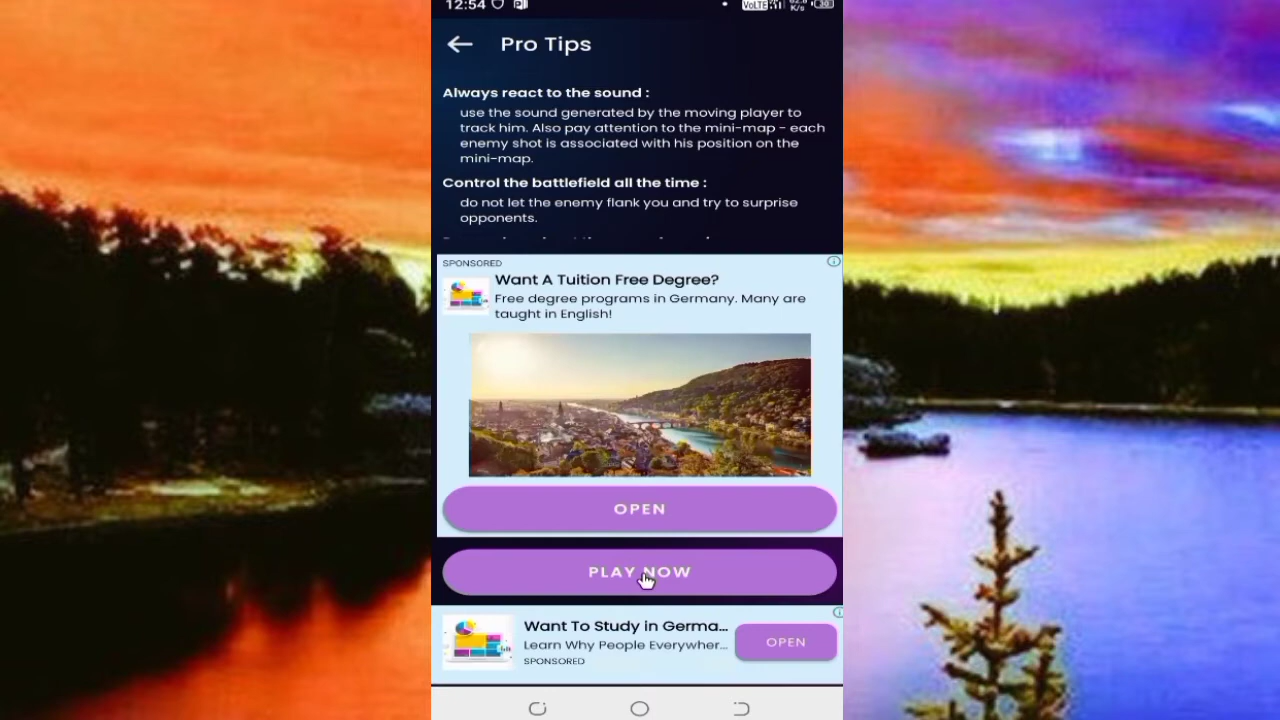 12:54
VoLTE
K/s
30
Pro Tips
Always react to the sound :
use the sound generated by the moving player to
track him. Also pay attention to the mini-map - each
enemy shot is associated with his position on the
mini-map.
Control the battlefield all the time :
do not let the enemy flank you and try to surprise
opponents.
SPONSORED
Want A Tuition Free Degree?
Free degree programs in Germany. Many are
taught in English!
OPEN
PLAY NOW
Want To Study in Germa...
Learn Why People Everywher...
SPONSORED
OPEN